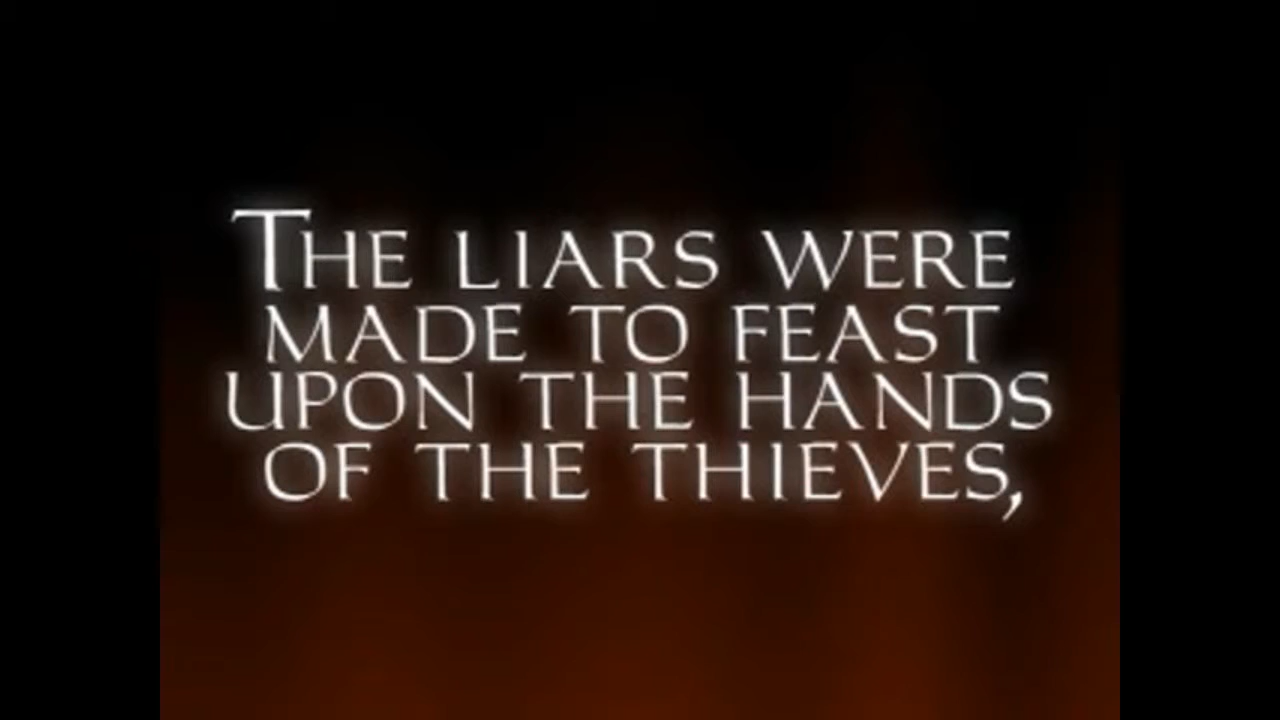 THE LIARS WERE
MADE TO FEAST
UPON THE HANDS
OF THE THIEVES,